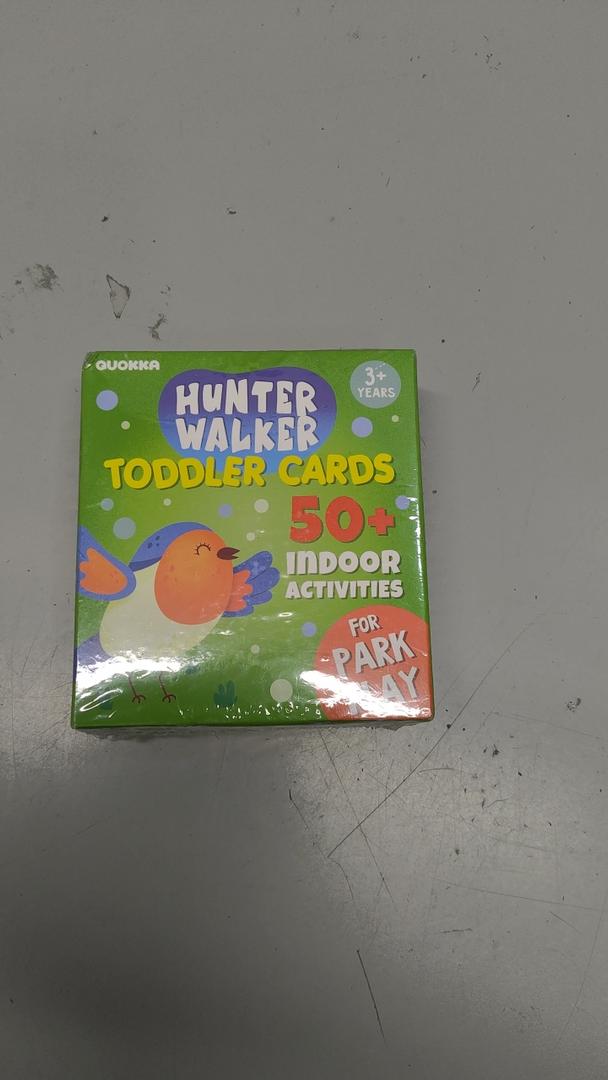 QUOKKA
3+
YEARS
HUNTER
WALKER
TODDLER CARDS
50+
INDOOR
ACTIVITIES
FOR
PARK